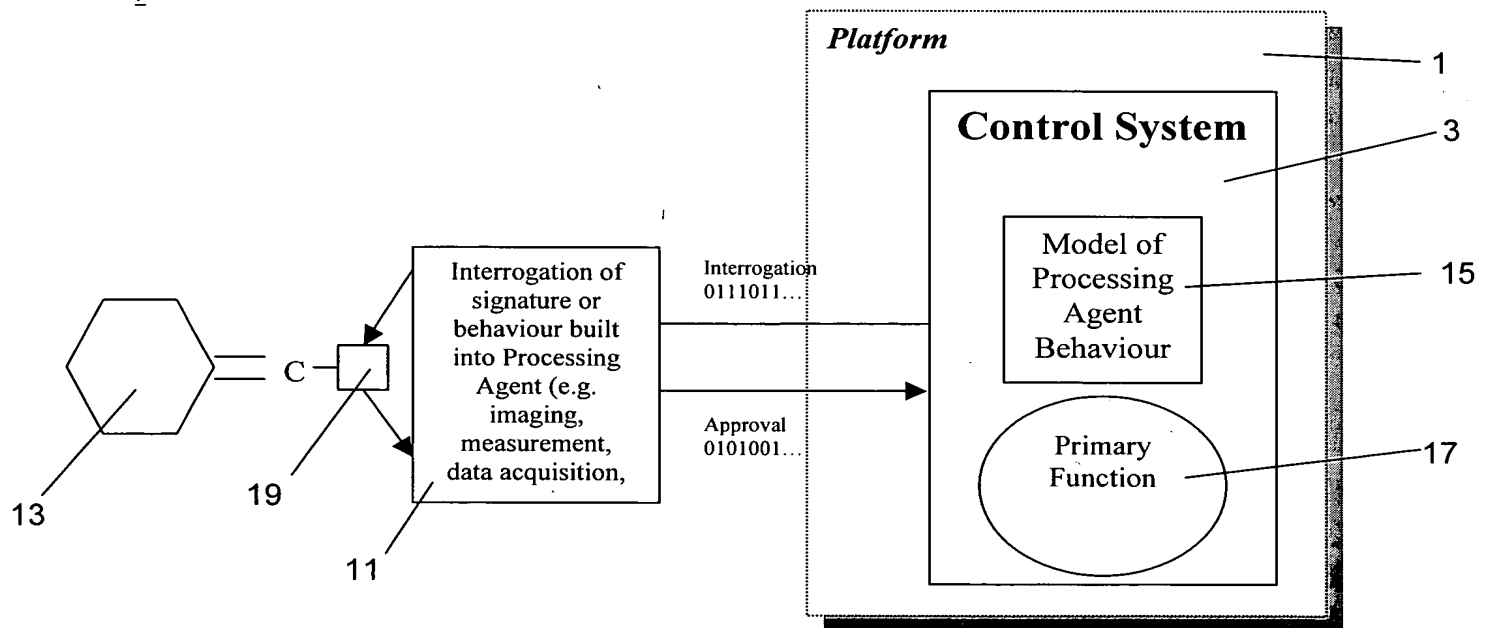 Platform
1
Control System
3
Model of
Processing
Agent
Behaviour
15
Interrogation of
signature or
behaviour built
into Processing
Agent (e.g.
imaging,
measurement,
data acquisition,
Interrogation
0111011...
C
Approval
0101001...
Primary
Function
17
19
13
11